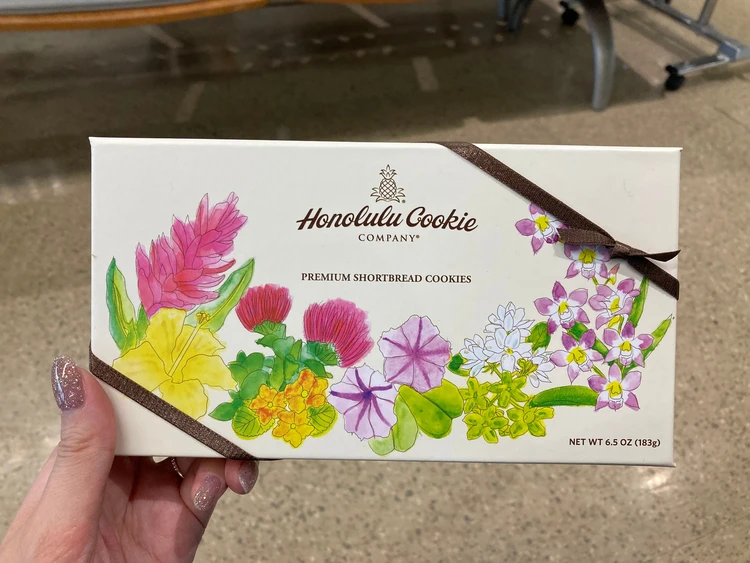 Honolulu Cookie
COMPANY®
PREMIUM SHORTBREAD COOKIES
NET WT 6.5 OZ (183g)